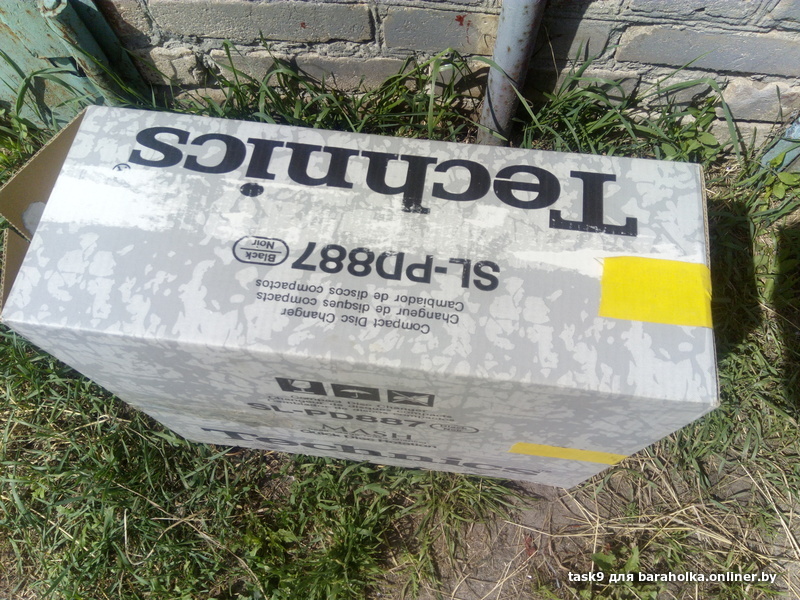 Technics
SL-PD887 Black
Noir
Compact Disc Changer
Changeur de disques compacts
Cambiador de discos compactos
SL-PD887
MASH
Technics
task9 для baraholka.onliner.by